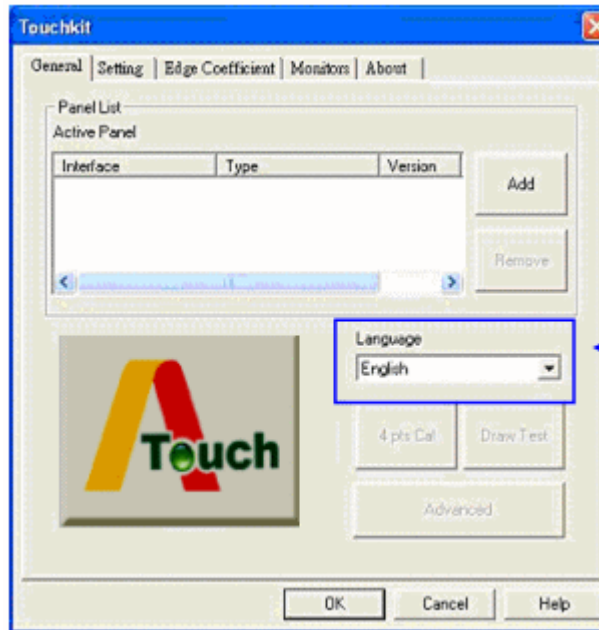 Touchkit
General Setting Edge Coefficient Monitors About
Panel List
Active Panel
Interface Type Version
Add
Remove
Language
English
Touch
4 pts Cal Draw Test
Advanced
OK Cancel Help